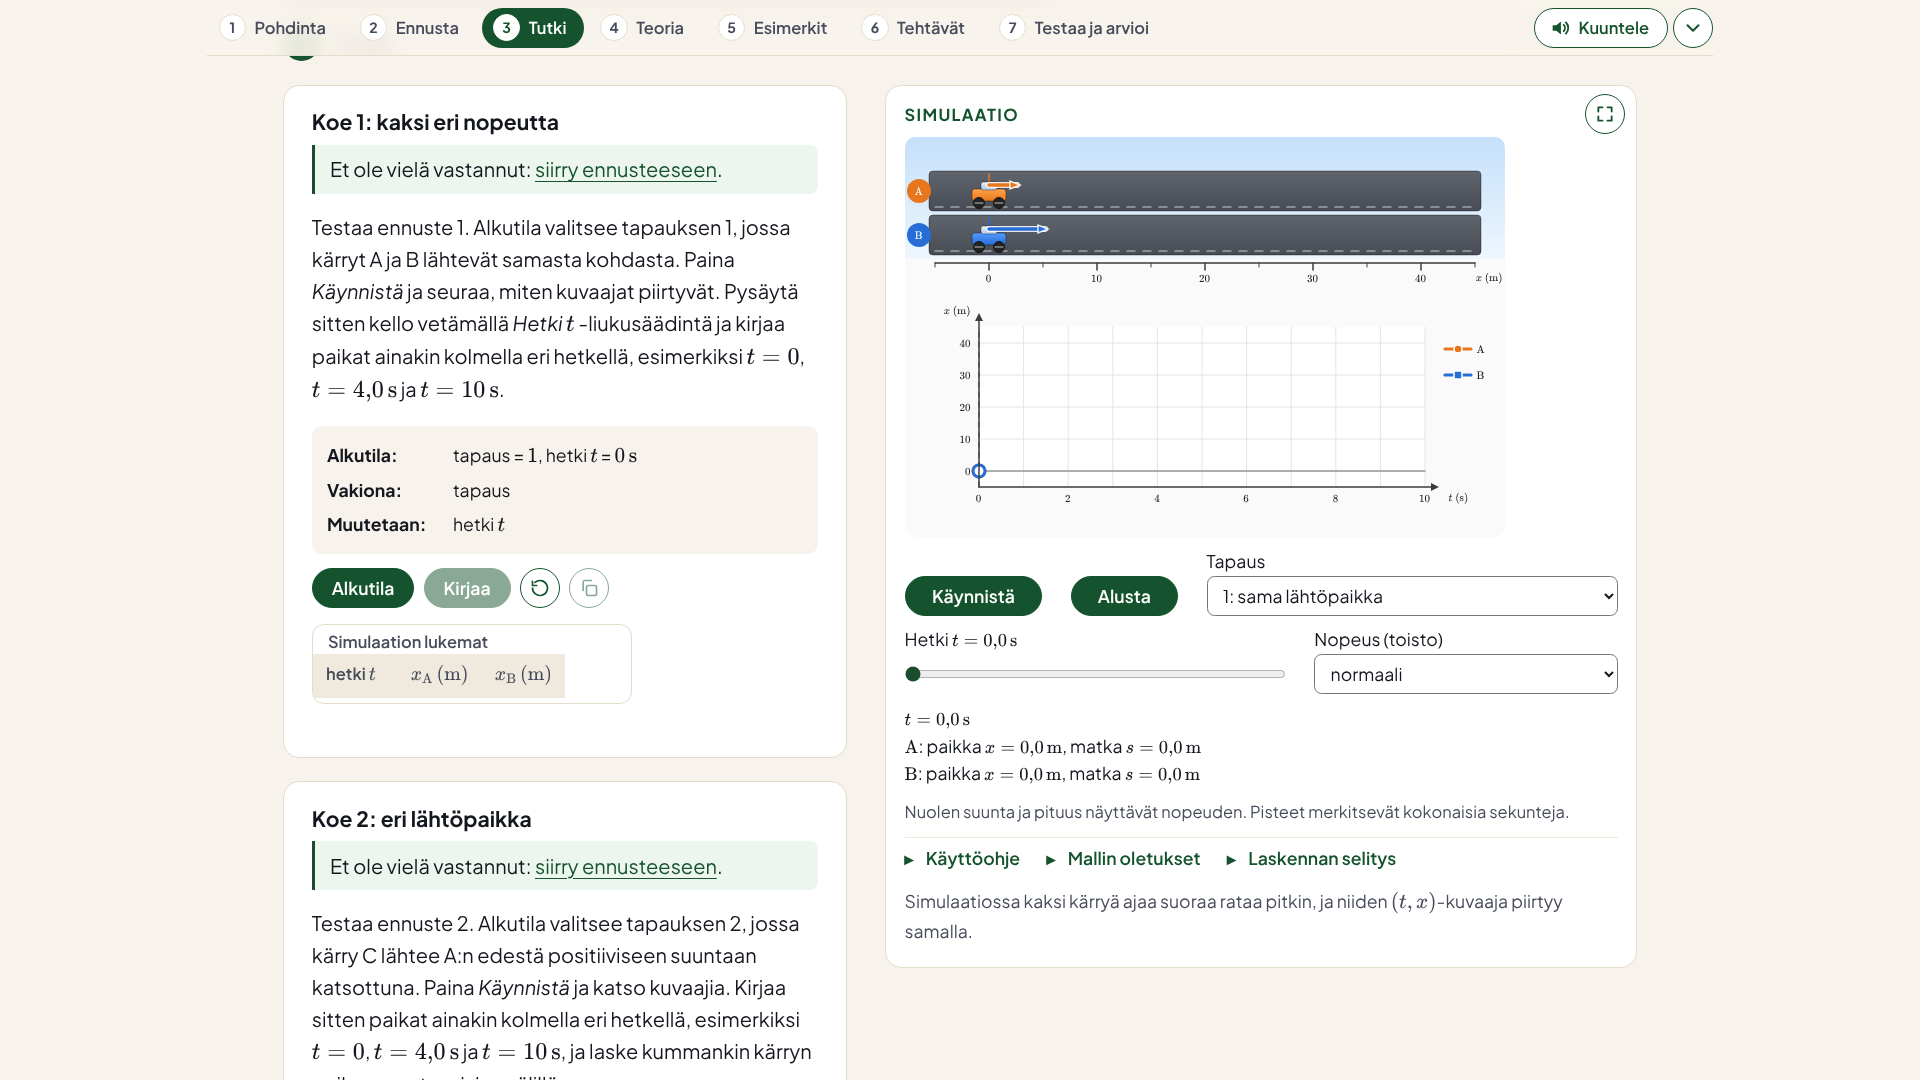 1 Pohdinta 2 Ennusta 3 Tutki 4 Teoria 5 Esimerkit 6 Tehtävät 7 Testaa ja arvioi Kuuntele
Koe 1: kaksi eri nopeutta
Et ole vielä vastannut: siirry ennusteeseen.
Testaa ennuste 1. Alkutila valitsee tapauksen 1, jossa
kärryt A ja B lähtevät samasta kohdasta. Paina
Käynnistä ja seuraa, miten kuvaajat piirtyvät. Pysäytä
sitten kello vetämällä Hetki t -liukusäädintä ja kirjaa
paikat ainakin kolmella eri hetkellä, esimerkiksi t = 0,
t = 4,0 s ja t = 10 s.
Alkutila: tapaus = 1, hetki t = 0 s
Vakiona: tapaus
Muutetaan: hetki t
Alkutila Kirjaa
Simulaation lukemat
hetki t x_A (m) x_B (m)
Koe 2: eri lähtöpaikka
Et ole vielä vastannut: siirry ennusteeseen.
Testaa ennuste 2. Alkutila valitsee tapauksen 2, jossa
kärry C lähtee A:n edestä positiiviseen suuntaan
katsottuna. Paina Käynnistä ja katso kuvaajia. Kirjaa
sitten paikat ainakin kolmella eri hetkellä, esimerkiksi
t = 0, t = 4,0 s ja t = 10 s, ja laske kummankin kärryn
SIMULAATIO
A
B
0 10 20 30 40 x (m)
x (m)
40
30
20
10
0
0 2 4 6 8 10 t (s)
A
B
Tapaus
Käynnistä Alusta 1: sama lähtöpaikka
Hetki t = 0,0 s Nopeus (toisto)
normaali
t = 0,0 s
A: paikka x = 0,0 m, matka s = 0,0 m
B: paikka x = 0,0 m, matka s = 0,0 m
Nuolen suunta ja pituus näyttävät nopeuden. Pisteet merkitsevät kokonaisia sekunteja.
Käyttöohje Mallin oletukset Laskennan selitys
Simulaatiossa kaksi kärryä ajaa suoraa rataa pitkin, ja niiden (t, x)-kuvaaja piirtyy
samalla.